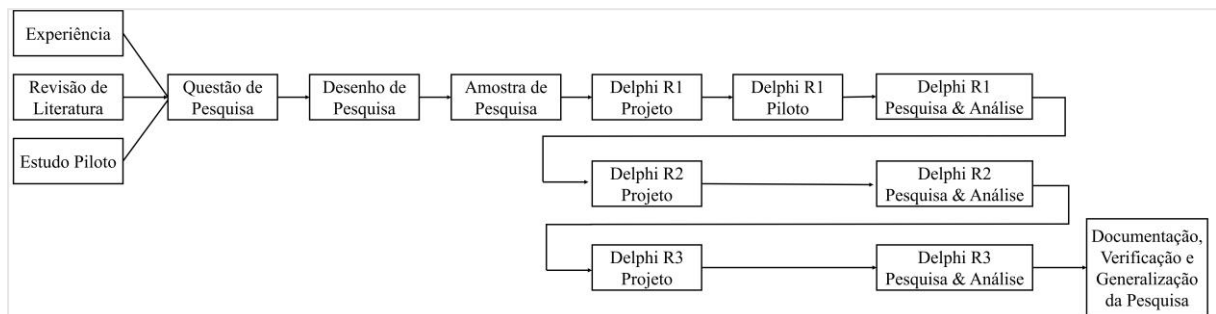 Experiência
Revisão de
Literatura
Estudo Piloto
Questão de
Pesquisa
Desenho de
Pesquisa
Amostra de
Pesquisa
Delphi R1
Projeto
Delphi R1
Piloto
Delphi R1
Pesquisa & Análise
Delphi R2
Projeto
Delphi R2
Pesquisa & Análise
Delphi R3
Projeto
Delphi R3
Pesquisa & Análise
Documentação,
Verificação e
Generalização
da Pesquisa